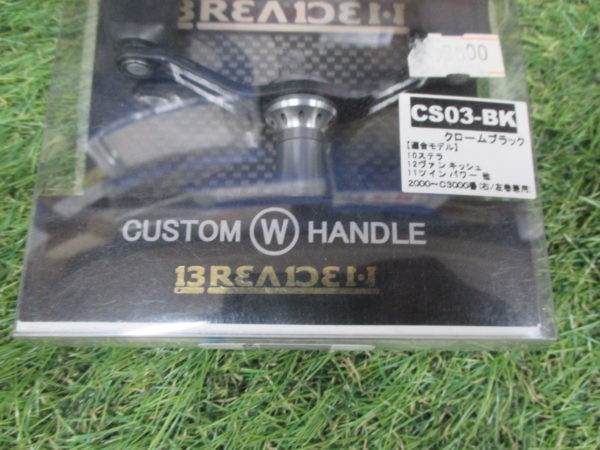 BREADEN
CS03-BK
クロームブラック
【適合モデル】
10ステラ
12ヴァンキッシュ
11ツインパワー 他
2000~C3000番(右/左巻兼用)
CUSTOM W HANDLE
BREADEN